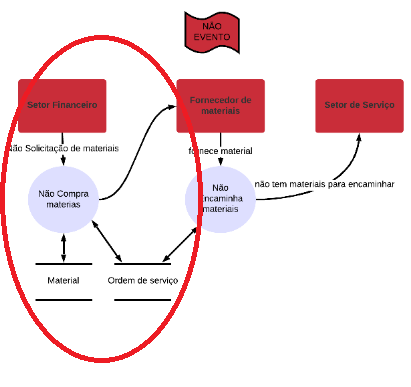 NÃO
EVENTO
Setor Financeiro
Fornecedor de
materiais
Setor de Serviço
Não Solicitação de materiais
fornece material
Não Compra
materias
Não
Encaminha
materiais
não tem materiais para encaminhar
Material
Ordem de serviço